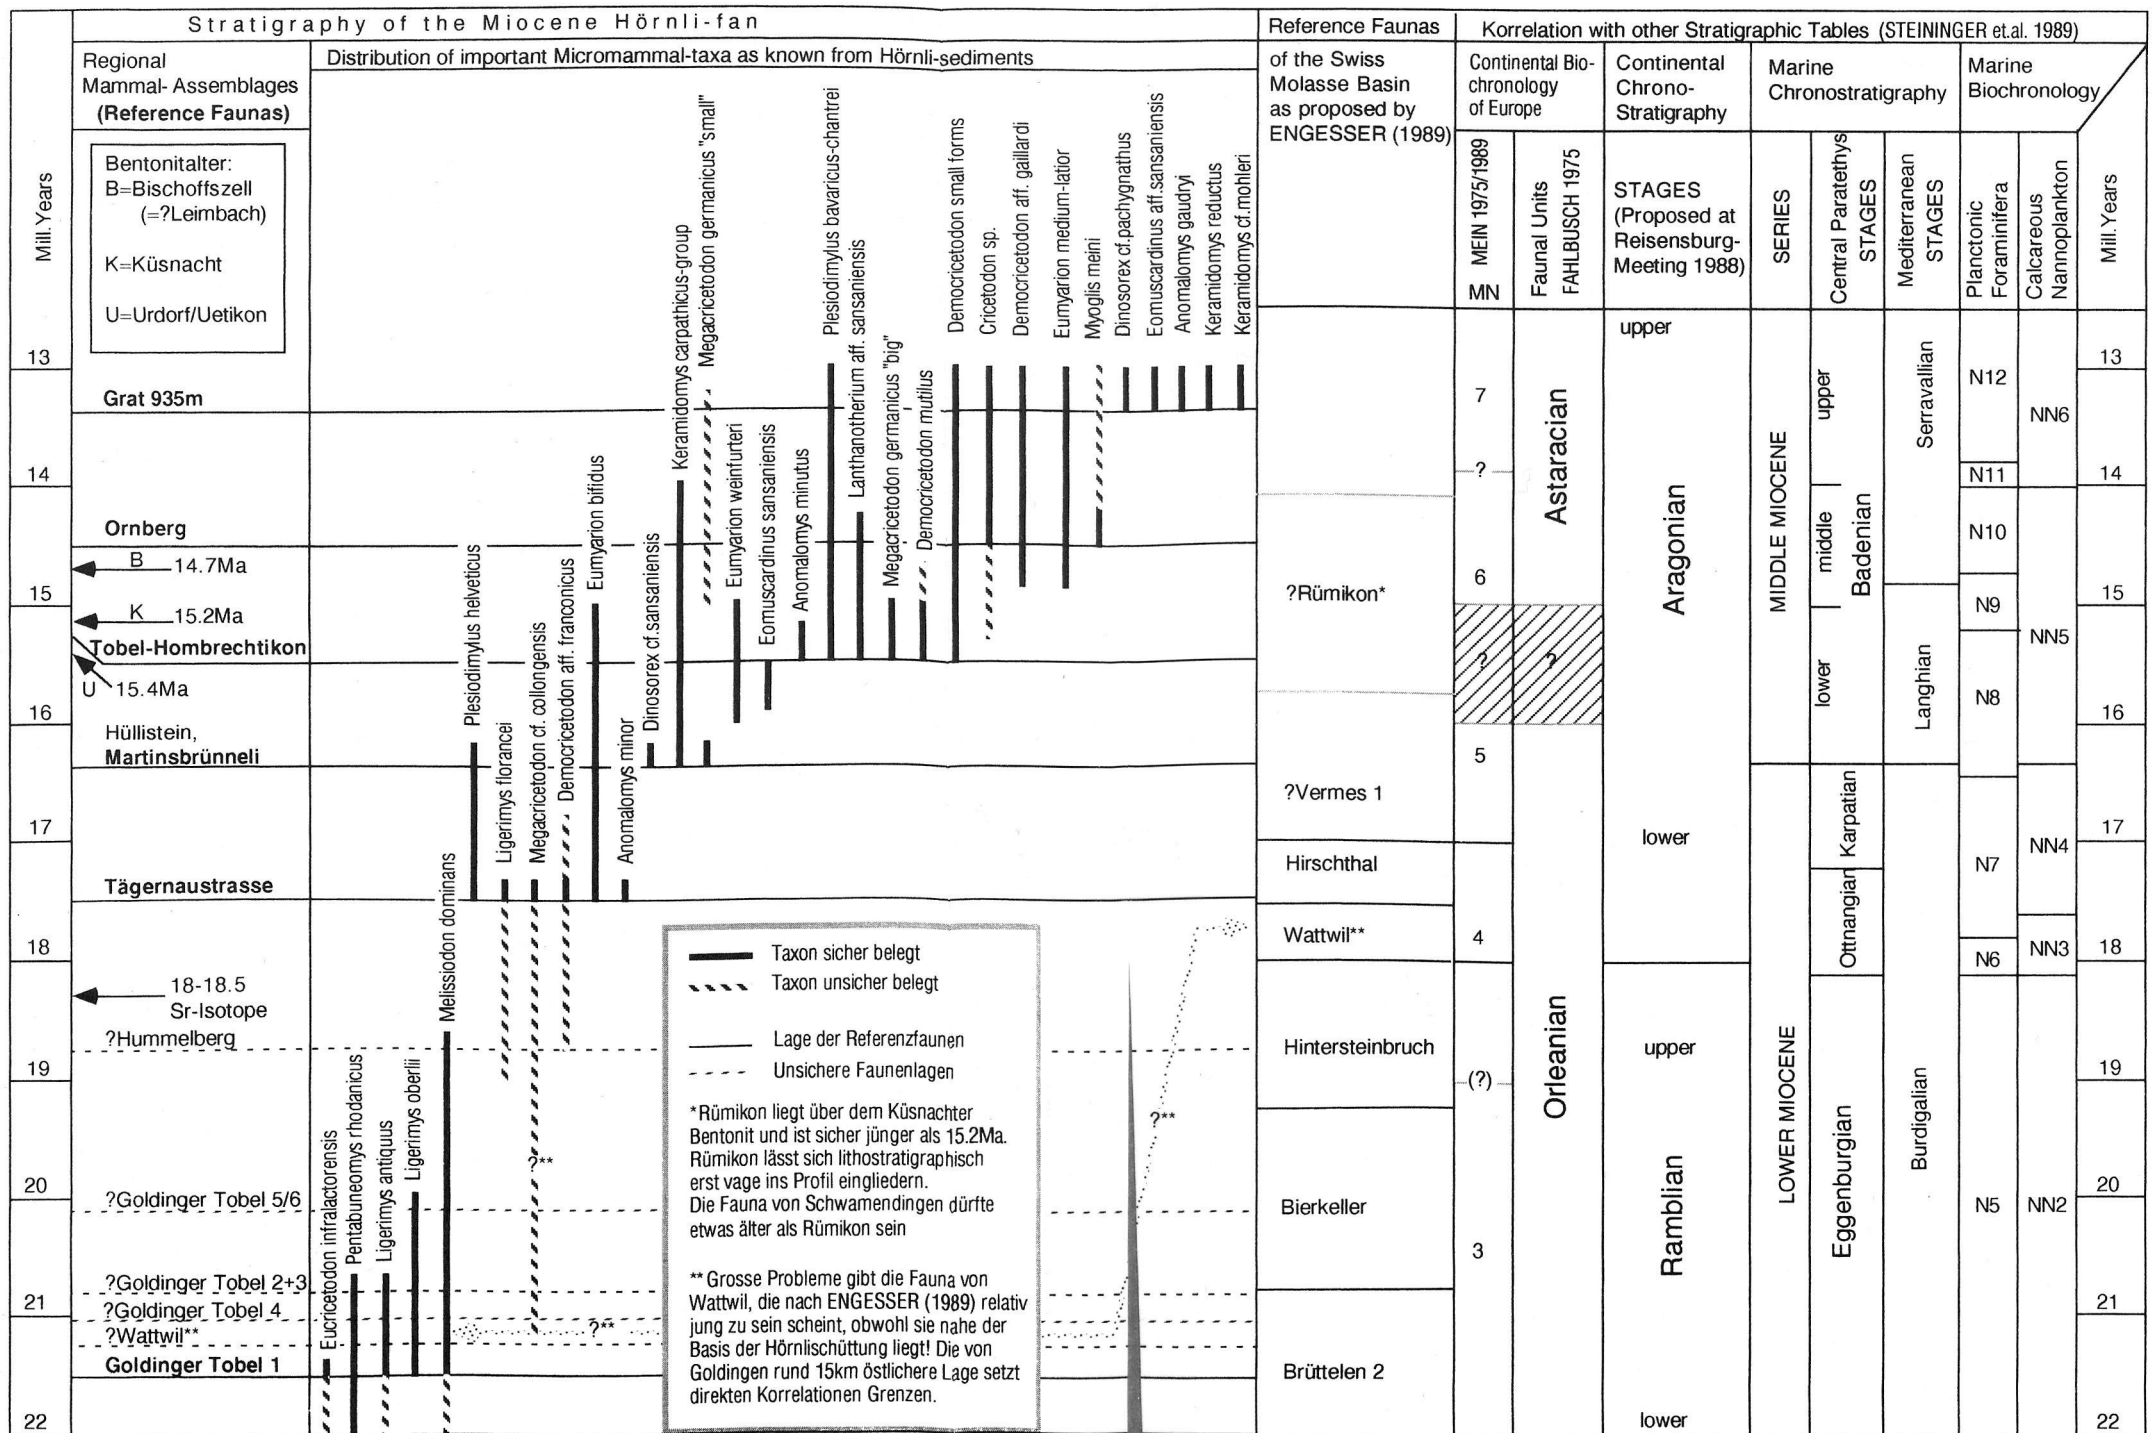 Stratigraphy of the Miocene Hörnli-fan
Reference Faunas
Korrelation with other Stratigraphic Tables (STEININGER et.al. 1989)
Regional
Mammal- Assemblages
(Reference Faunas)
Distribution of important Micromammal-taxa as known from Hörnli-sediments
of the Swiss
Molasse Basin
as proposed by
ENGESSER (1989)
Continental Bio-
chronology
of Europe
Continental
Chrono-
Stratigraphy
Marine
Chronostratigraphy
Marine
Biochronology
Mill. Years
Bentonitalter:
B=Bischoffszell
(=?Leimbach)
K=Küsnacht
U=Urdorf/Uetikon
MEIN 1975/1989
MN
Faunal Units
FAHLBUSCH 1975
STAGES
(Proposed at
Reisensburg-
Meeting 1988)
SERIES
Central Paratethys
STAGES
Mediterranean
STAGES
Planctonic
Foraminifera
Calcareous
Nannoplankton
Mill. Years
13
14
15
16
17
18
19
20
21
22
Grat 935m
Ornberg
B 14.7Ma
K 15.2Ma
Tobel-Hombrechtikon
U 15.4Ma
Hüllistein,
Martinsbrünneli
Tägernaustrasse
18-18.5
Sr-Isotope
?Hummelberg
?Goldinger Tobel 5/6
?Goldinger Tobel 2+3
?Goldinger Tobel 4
?Wattwil**
Goldinger Tobel 1
Eucricetodon infralactorensis
Pentabuneomys rhodanicus
Ligerimys antiquus
Ligerimys oberlii
Melissiodon dominans
Plesiodimylus helveticus
Ligerimys florancei
Megacricetodon cf. collongensis
Democricetodon aff. franconicus
Eumyarion bifidus
Anomalomys minor
Dinosorex cf.sansaniensis
Keramidomys carpathicus-group
Megacricetodon germanicus "small"
Eumyarion weinfurteri
Eomuscardinus sansaniensis
Anomalomys minutus
Plesiodimylus bavaricus-chantrei
Lanthanotherium aff. sansaniensis
Megacricetodon germanicus "big"
Democricetodon mutilus
Democricetodon small forms
Cricetodon sp.
Democricetodon aff. gaillardi
Eumyarion medium-latior
Myoglis meini
Dinosorex cf.pachygnathus
Eomuscardinus aff.sansaniensis
Anomalomys gaudryi
Keramidomys reductus
Keramidomys cf.mohleri
?**
?**
?**
Taxon sicher belegt
Taxon unsicher belegt
Lage der Referenzfaunen
Unsichere Faunenlagen
*Rümikon liegt über dem Küsnachter
Bentonit und ist sicher jünger als 15.2Ma.
Rümikon lässt sich lithostratigraphisch
erst vage ins Profil eingliedern.
Die Fauna von Schwamendingen dürfte
etwas älter als Rümikon sein
** Grosse Probleme gibt die Fauna von
Wattwil, die nach ENGESSER (1989) relativ
jung zu sein scheint, obwohl sie nahe der
Basis der Hörnlischüttung liegt! Die von
Goldingen rund 15km östlichere Lage setzt
direkten Korrelationen Grenzen.
?Rümikon*
?Vermes 1
Hirschthal
Wattwil**
Hintersteinbruch
Bierkeller
Brüttelen 2
7
?
6
?
5
4
(?)
3
Astaracian
?
Orleanian
upper
Aragonian
lower
upper
Ramblian
lower
MIDDLE MIOCENE
LOWER MIOCENE
upper
middle
lower
Badenian
Karpatian
Ottnangian
Eggenburgian
Serravallian
Langhian
Burdigalian
N12
N11
N10
N9
N8
N7
N6
N5
NN6
NN5
NN4
NN3
NN2
13
14
15
16
17
18
19
20
21
22